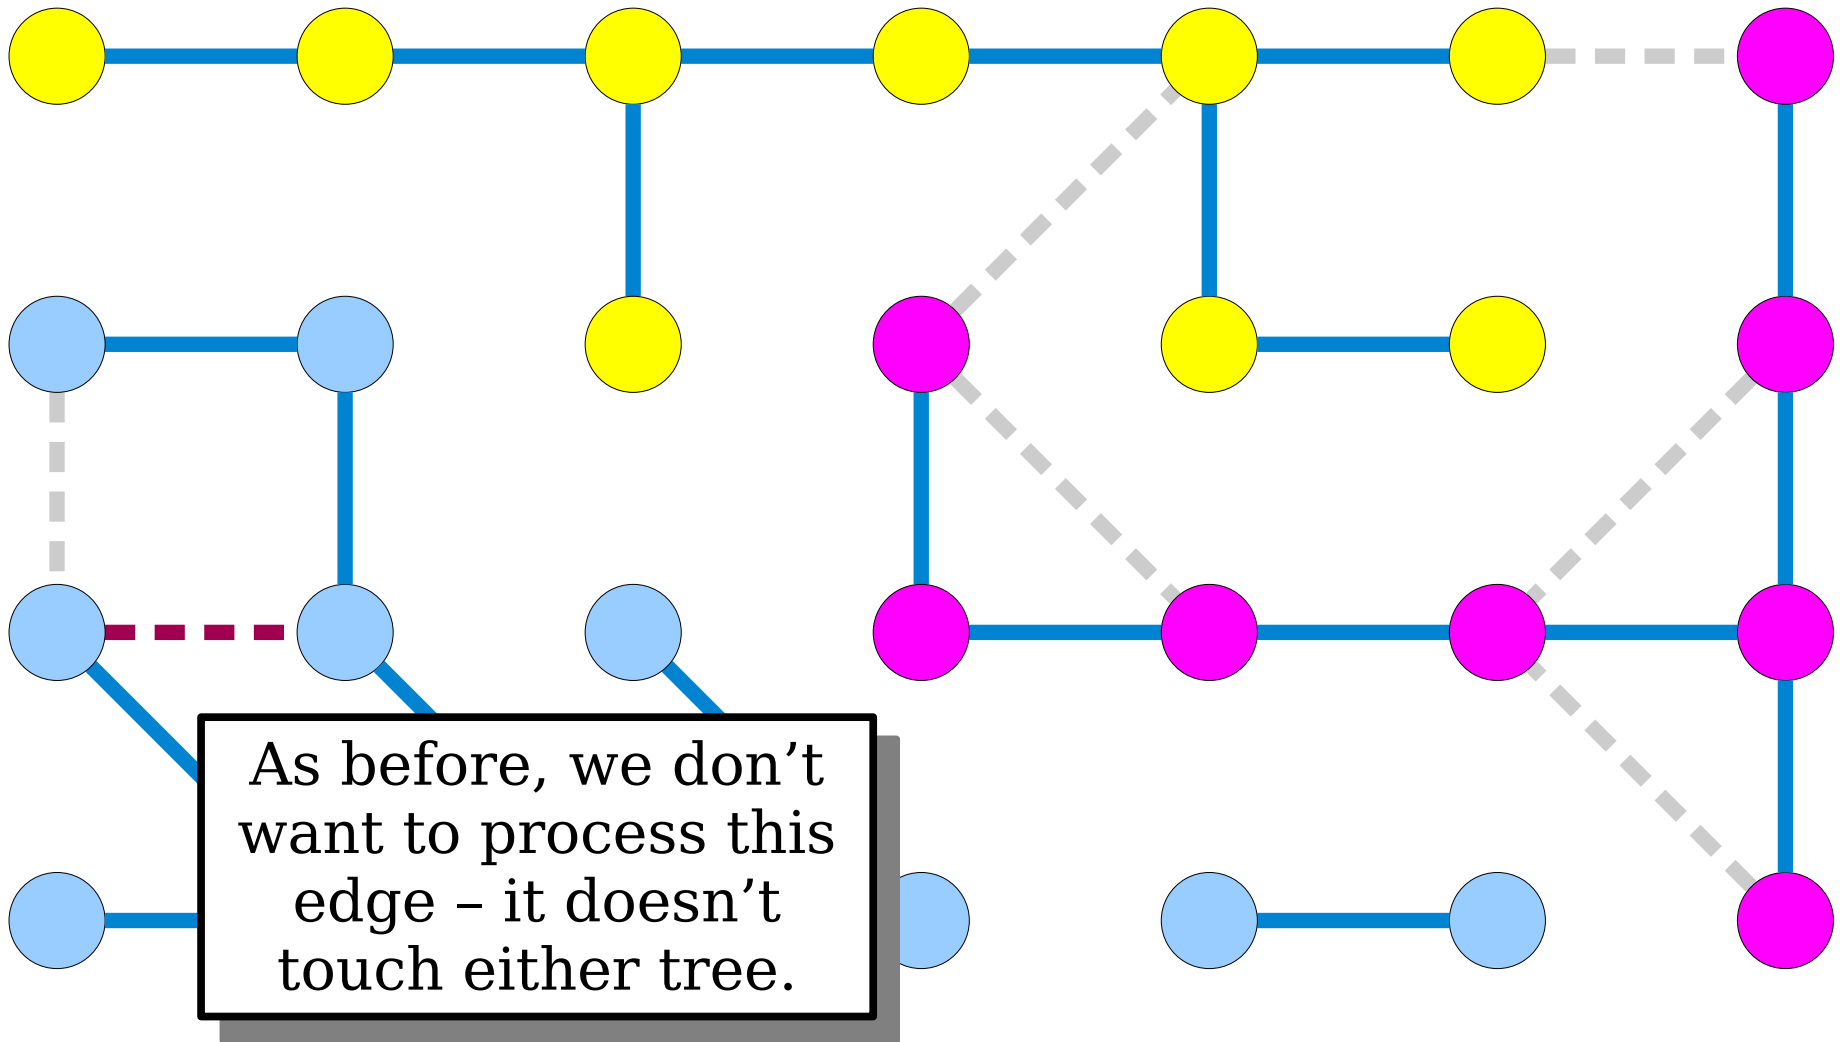 As before, we don’t
want to process this
edge – it doesn’t
touch either tree.